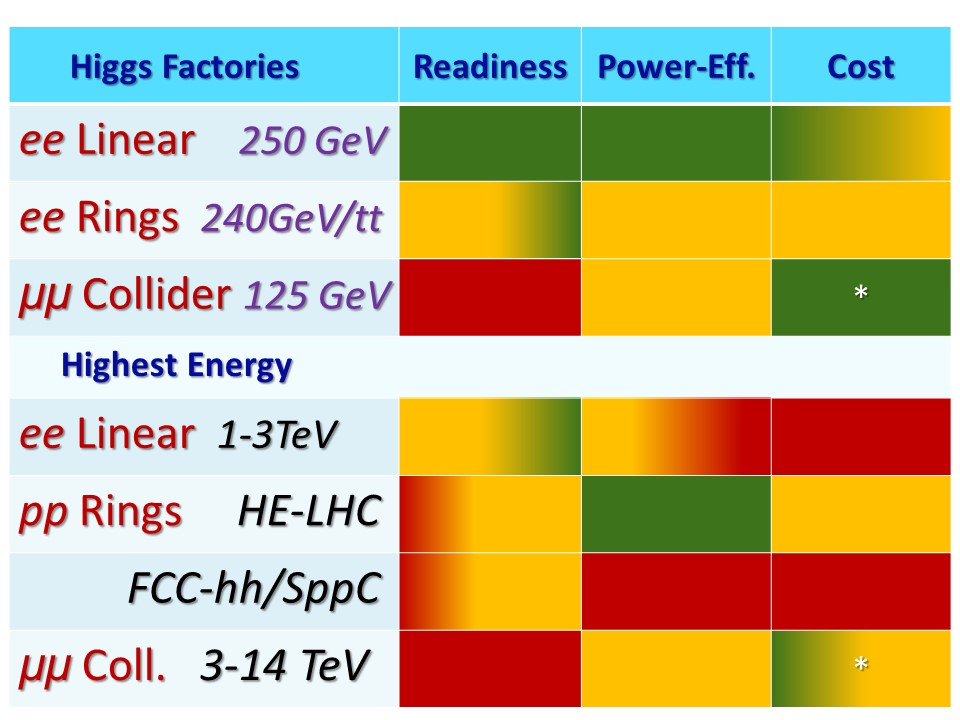 Higgs Factories Readiness Power-Eff. Cost
ee Linear 250 GeV
ee Rings 240GeV/tt
μμ Collider 125 GeV *
Highest Energy
ee Linear 1-3TeV
pp Rings HE-LHC
FCC-hh/SppC
μμ Coll. 3-14 TeV *